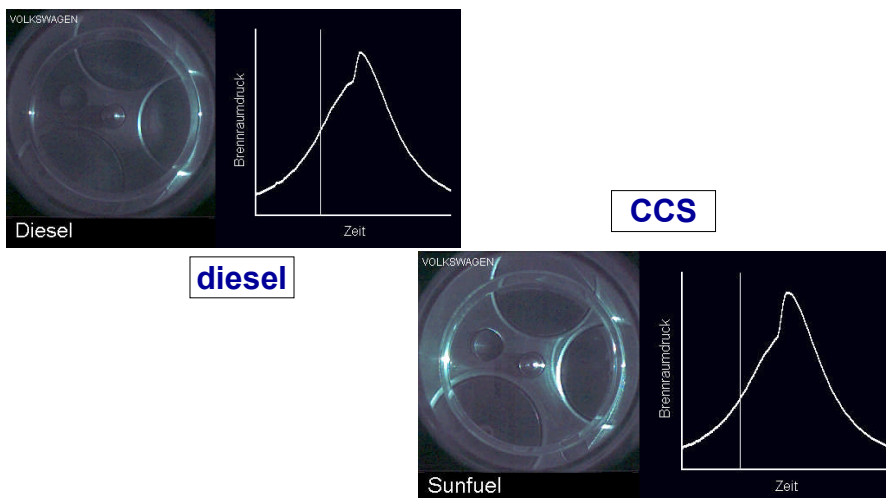 VOLKSWAGEN
Brennraumdruck
Zeit
Diesel
diesel
CCS
VOLKSWAGEN
Brennraumdruck
Zeit
Sunfuel